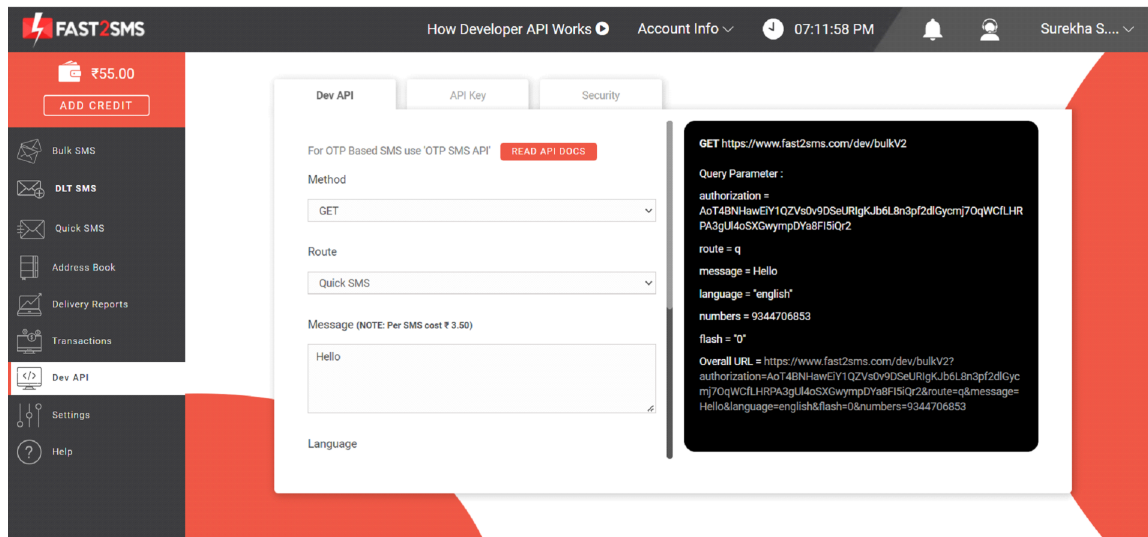 FAST2SMS
How Developer API Works
Account Info
07:11:58 PM
Surekha S....
₹55.00
ADD CREDIT
Bulk SMS
DLT SMS
Quick SMS
Address Book
Delivery Reports
Transactions
Dev API
Settings
Help
Dev API
API Key
Security
For OTP Based SMS use 'OTP SMS API'
READ API DOCS
Method
GET
Route
Quick SMS
Message (NOTE: Per SMS cost ₹ 3.50)
Hello
Language
GET https://www.fast2sms.com/dev/bulkV2
Query Parameter :
authorization =
AoT4BNHawEiY1QZVs0v9DSeURIgKJb6L8n3pf2dlGycmj7OqWCfLHR
PA3gUl4oSXGwympDYa8FI5iQr2
route = q
message = Hello
language = "english"
numbers = 9344706853
flash = "0"
Overall URL = https://www.fast2sms.com/dev/bulkV2?
authorization=AoT4BNHawEiY1QZVs0v9DSeURIgKJb6L8n3pf2dlGyc
mj7OqWCfLHRPA3gUl4oSXGwympDYa8FI5iQr2&route=q&message=
Hello&language=english&flash=0&numbers=9344706853